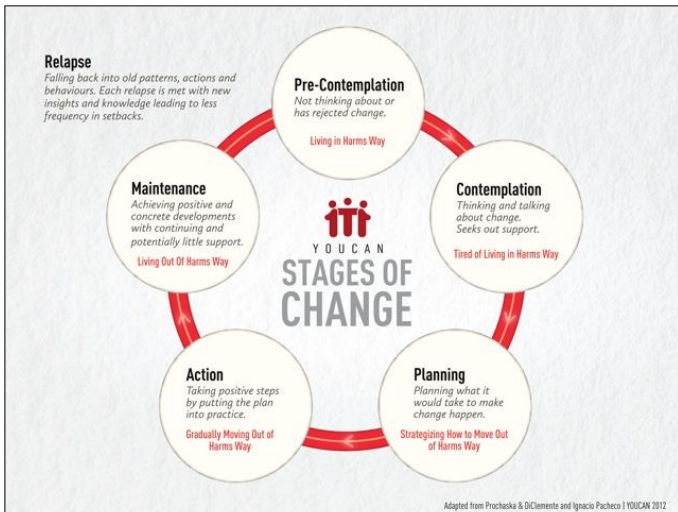 Relapse
Falling back into old patterns, actions and
behaviours. Each relapse is met with new
insights and knowledge leading to less
frequency in setbacks.
Pre-Contemplation
Not thinking about or
has rejected change.
Living in Harms Way
Contemplation
Thinking and talking
about change.
Seeks out support.
Tired of Living in Harms Way
Planning
Planning what it
would take to make
change happen.
Strategizing How to Move Out
of Harms Way
Action
Taking positive steps
by putting the plan
into practice.
Gradually Moving Out of
Harms Way
Maintenance
Achieving positive and
concrete developments
with continuing and
potentially little support.
Living Out Of Harms Way
YOUCAN
STAGES OF
CHANGE
Adapted from Prochaska & DiClemente and Ignacio Pacheco | YOUCAN 2012